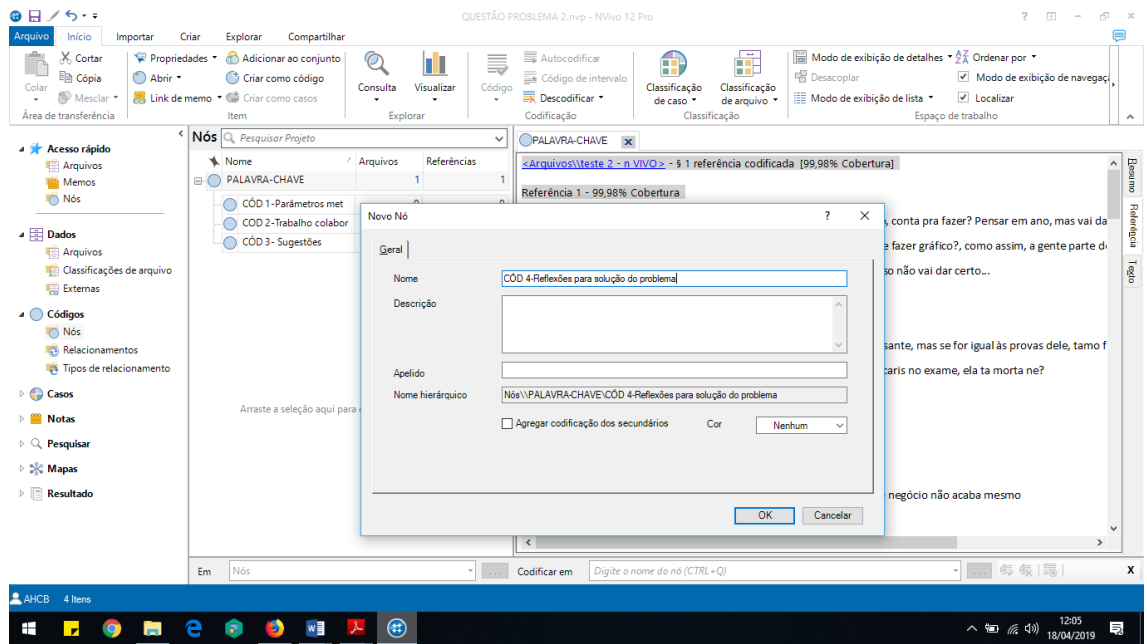 QUESTÃO PROBLEMA 2.nvp - NVivo 12 Pro
Arquivo Início Importar Criar Explorar Compartilhar
Colar
Cortar
Cópia
Mesclar
Área de transferência
Propriedades
Abrir
Link de memo
Adicionar ao conjunto
Criar como código
Criar como casos
Item
Consulta
Visualizar
Explorar
Código
Autocodificar
Código de intervalo
Descodificar
Codificação
Classificação de caso
Classificação de arquivo
Classificação
Modo de exibição de detalhes
Desacoplar
Modo de exibição de lista
Ordenar por
Modo de exibição de navegaçã
Localizar
Espaço de trabalho
Acesso rápido
Arquivos
Memos
Nós
Dados
Arquivos
Classificações de arquivo
Externas
Códigos
Nós
Relacionamentos
Tipos de relacionamento
Casos
Notas
Pesquisar
Mapas
Resultado
Nós
Pesquisar Projeto
Nome Arquivos Referências
PALAVRA-CHAVE 1 1
CÓD 1-Parâmetros met
COD 2-Trabalho colabor
CÓD 3- Sugestões
Arraste a seleção aqui para
PALAVRA-CHAVE x
<Arquivos\\teste 2 - n VIVO> - § 1 referência codificada [99,98% Cobertura]
Referência 1 - 99,98% Cobertura
, conta pra fazer? Pensar em ano, mas vai da
fazer gráfico?, como assim, a gente parte d
so não vai dar certo...
sante, mas se for igual às provas dele, tamo f
caris no exame, ela ta morta ne?
negócio não acaba mesmo
Resumo
Referência
Texto
Novo Nó ?
Geral
Nome CÓD 4-Reflexões para solução do problema
Descrição
Apelido
Nome hierárquico Nós\\PALAVRA-CHAVE\CÓD 4-Reflexões para solução do problema
Agregar codificação dos secundários Cor Nenhum
OK Cancelar
Em Nós ... Codificar em Digite o nome do nó (CTRL+Q) ... X
AHCB 4 Itens
12:05
18/04/2019